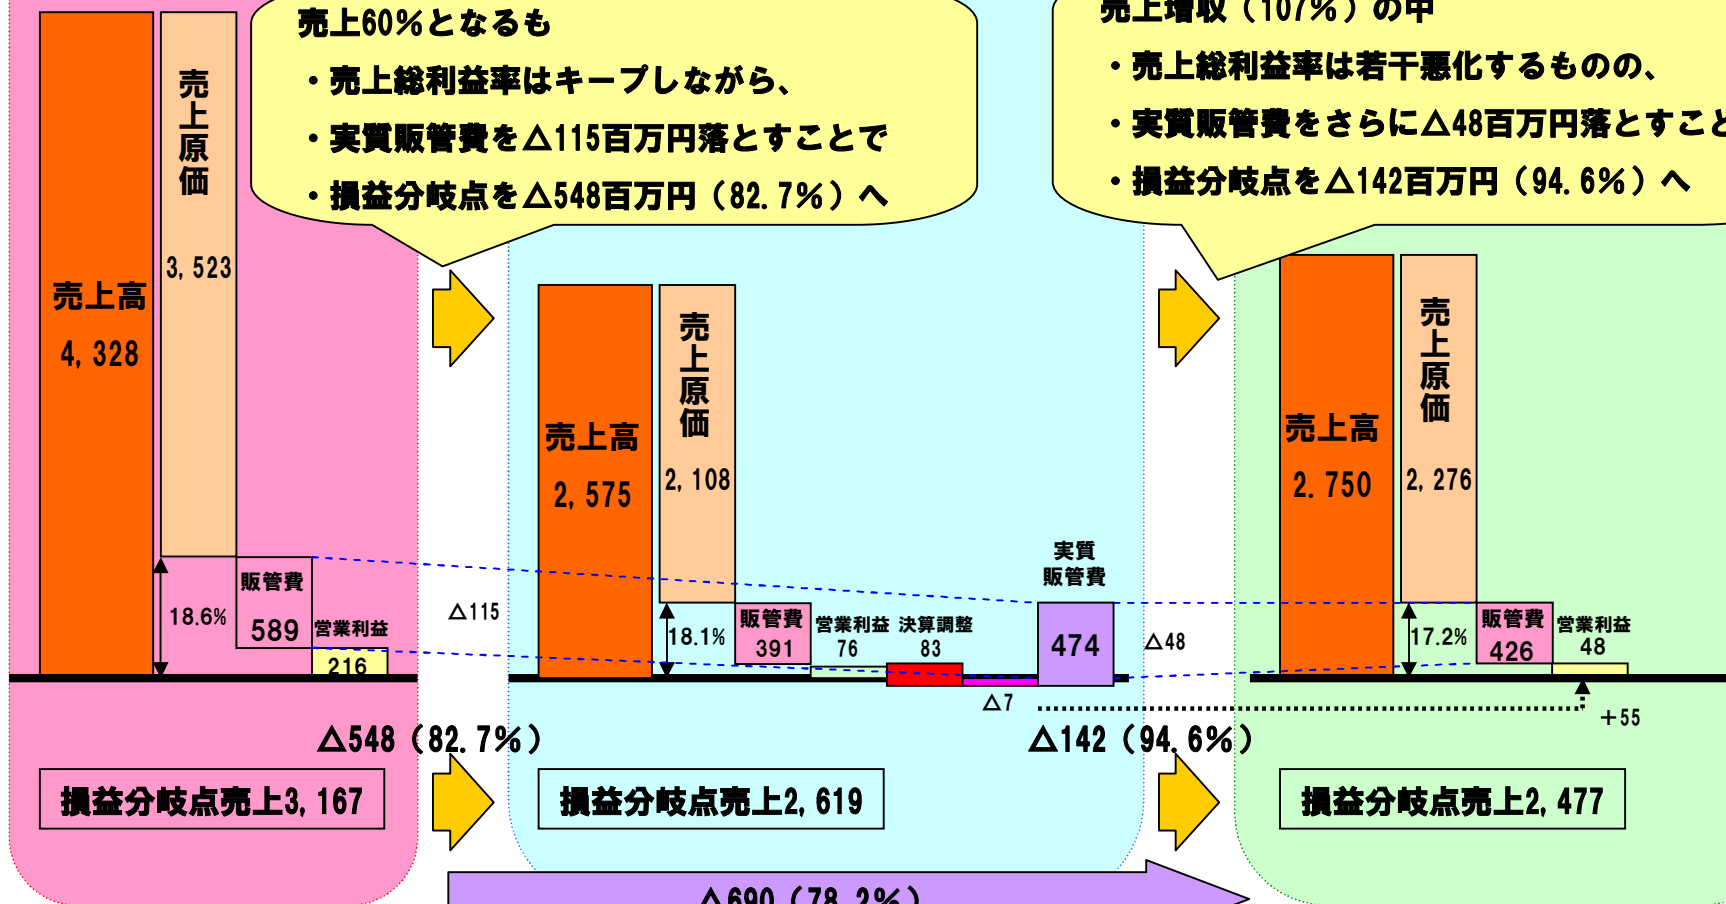 売上60％となるも
・売上総利益率はキープしながら、
・実質販管費を△115百万円落とすことで
・損益分岐点を△548百万円（82.7％）へ
売上増収（107％）の中
・売上総利益率は若干悪化するものの、
・実質販管費をさらに△48百万円落とすこと
・損益分岐点を△142百万円（94.6％）へ
売上高
4,328
売上原価
3,523
18.6%
販管費
589
営業利益
216
△115
売上高
2,575
売上原価
2,108
18.1%
販管費
391
営業利益
76
決算調整
83
△7
実質
販管費
474
△48
売上高
2.750
売上原価
2,276
17.2%
販管費
426
営業利益
48
＋55
△548（82.7％）
△142（94.6％）
損益分岐点売上3,167
損益分岐点売上2,619
損益分岐点売上2,477
△690（78.2％）